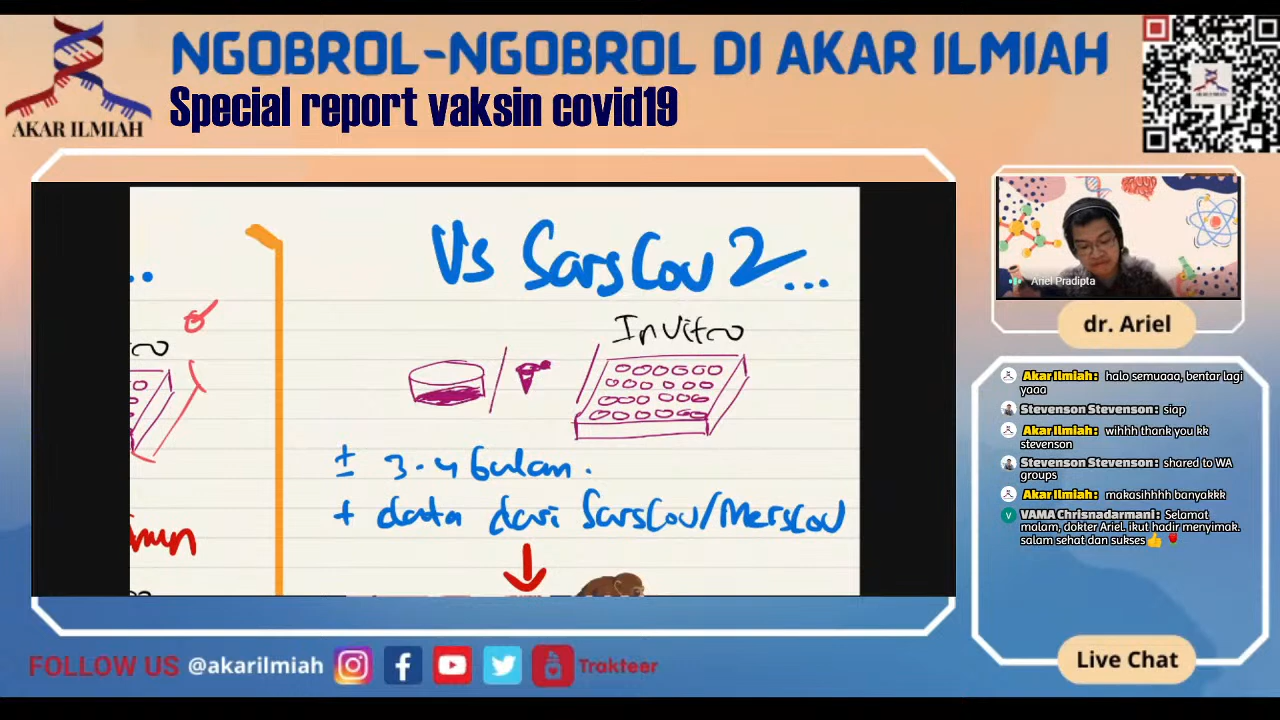 NGOBROL-NGOBROL DI AKAR ILMIAH
Special report vaksin covid19
AKAR ILMIAH
Vs SarsCov 2...
Invitro
± 3-4 bulan.
+ data dari SarsCov/MersCov
Ariel Pradipta
dr. Ariel
Akar Ilmiah: halo semuaaa, bentar lagi
yaaa
Stevenson Stevenson: siap
Akar Ilmiah: wihhh thank you kk
stevenson
Stevenson Stevenson: shared to WA
groups
Akar Ilmiah: makasihhhh banyakkk
V VAMA Chrisnadarmani: Selamat
malam, dokter Ariel. ikut hadir menyimak.
salam sehat dan sukses👍🌹
Live Chat
FOLLOW US @akarilmiah
Trakteer